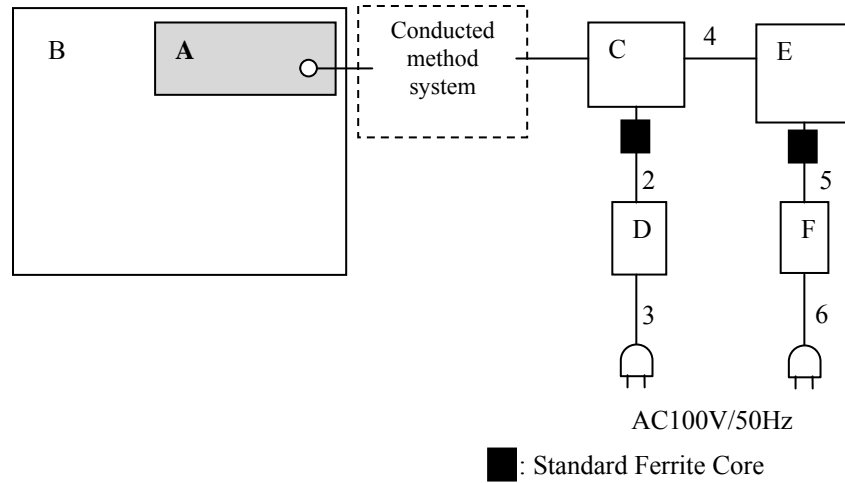 B
A
Conducted
method
system
C
4
E
2
5
D
F
3
6
AC100V/50Hz
: Standard Ferrite Core